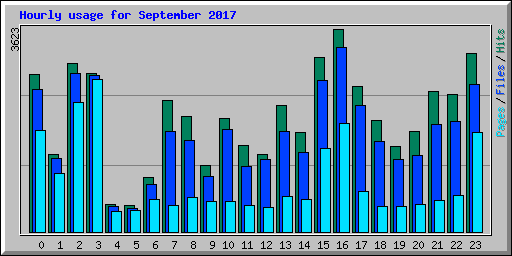 Hourly usage for September 2017
3623
Pages / Files / Hits
0 1 2 3 4 5 6 7 8 9 10 11 12 13 14 15 16 17 18 19 20 21 22 23